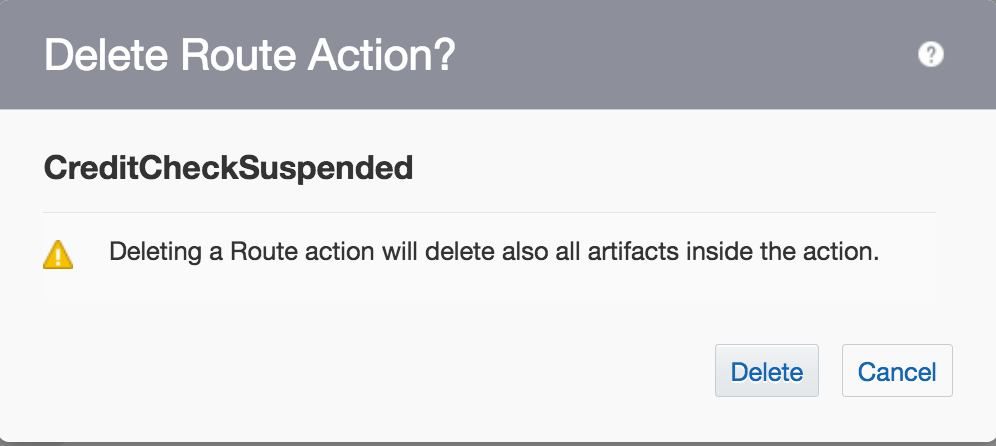 Delete Route Action?
?
CreditCheckSuspended
Deleting a Route action will delete also all artifacts inside the action.
Delete
Cancel